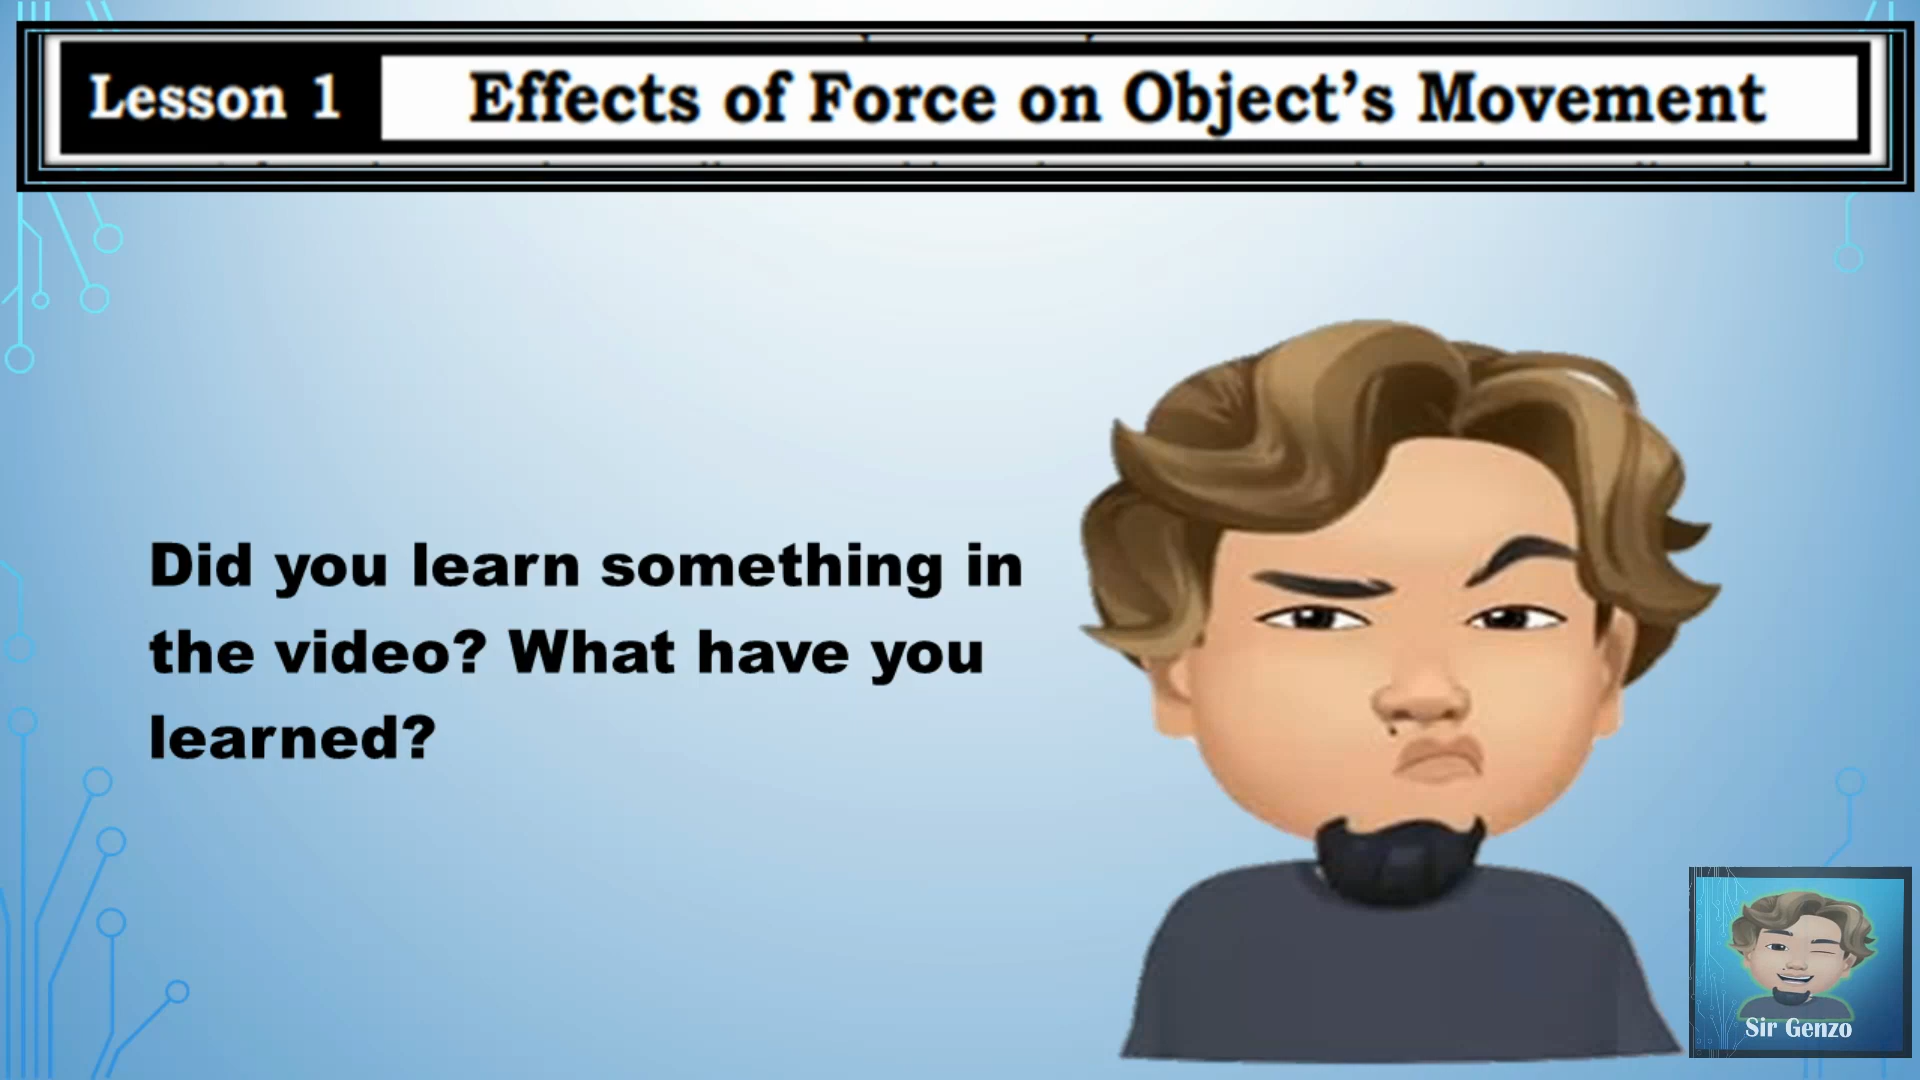 Lesson 1
Effects of Force on Object's Movement
Did you learn something in
the video? What have you
learned?
Sir Genzo